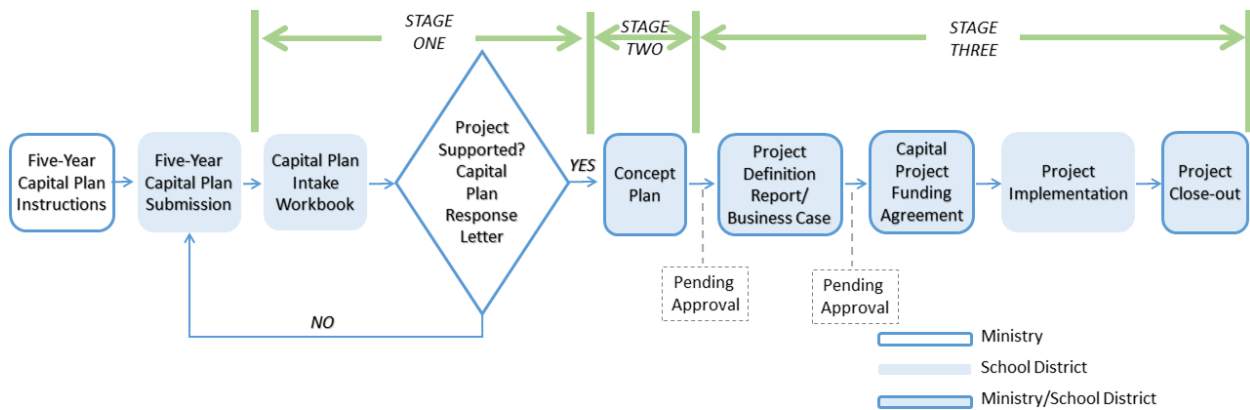 STAGE
ONE
STAGE
TWO
STAGE
THREE
Five-Year
Capital Plan
Instructions
Five-Year
Capital Plan
Submission
Capital Plan
Intake
Workbook
Project
Supported?
Capital
Plan
Response
Letter
YES
Concept
Plan
Project
Definition
Report/
Business Case
Capital
Project
Funding
Agreement
Project
Implementation
Project
Close-out
Pending
Approval
Pending
Approval
NO
Ministry
School District
Ministry/School District